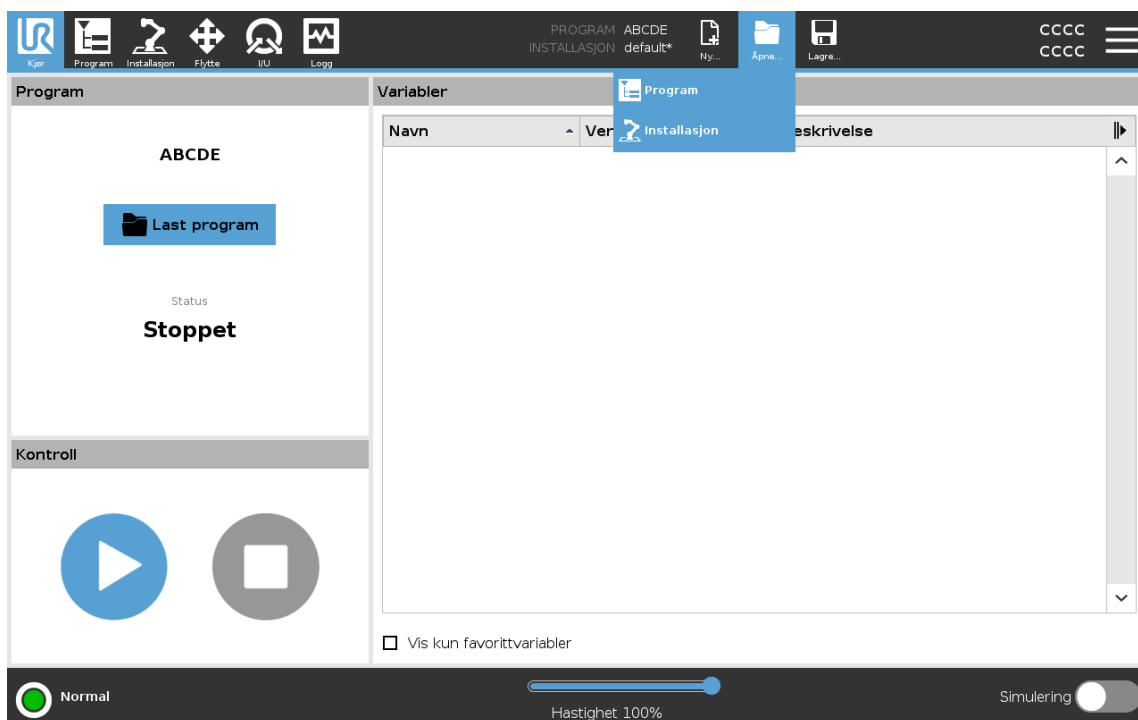 PROGRAM ABCDE
INSTALLASJON default*
CCCC
CCCC
Kjør Program Installasjon Flytte I/U Logg Ny... Åpne... Lagre...
Program
Installasjon
Program
ABCDE
Last program
Status
Stoppet
Kontroll
Variabler
Navn Ver eskrivelse
Vis kun favorittvariabler
Normal
Hastighet 100%
Simulering